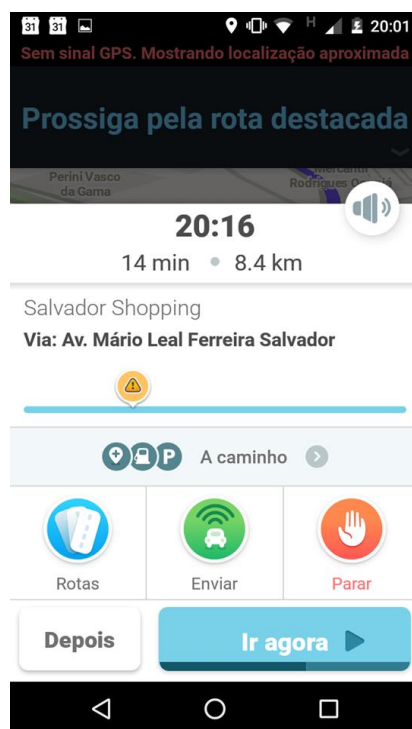 31 31 H 20:01
Sem sinal GPS. Mostrando localização aproximada
Prossiga pela rota destacada
Perini Vasco
da Gama
Mercantil
Rodrigues
20:16
14 min • 8.4 km
Salvador Shopping
Via: Av. Mário Leal Ferreira Salvador
P A caminho
Rotas Enviar Parar
Depois Ir agora